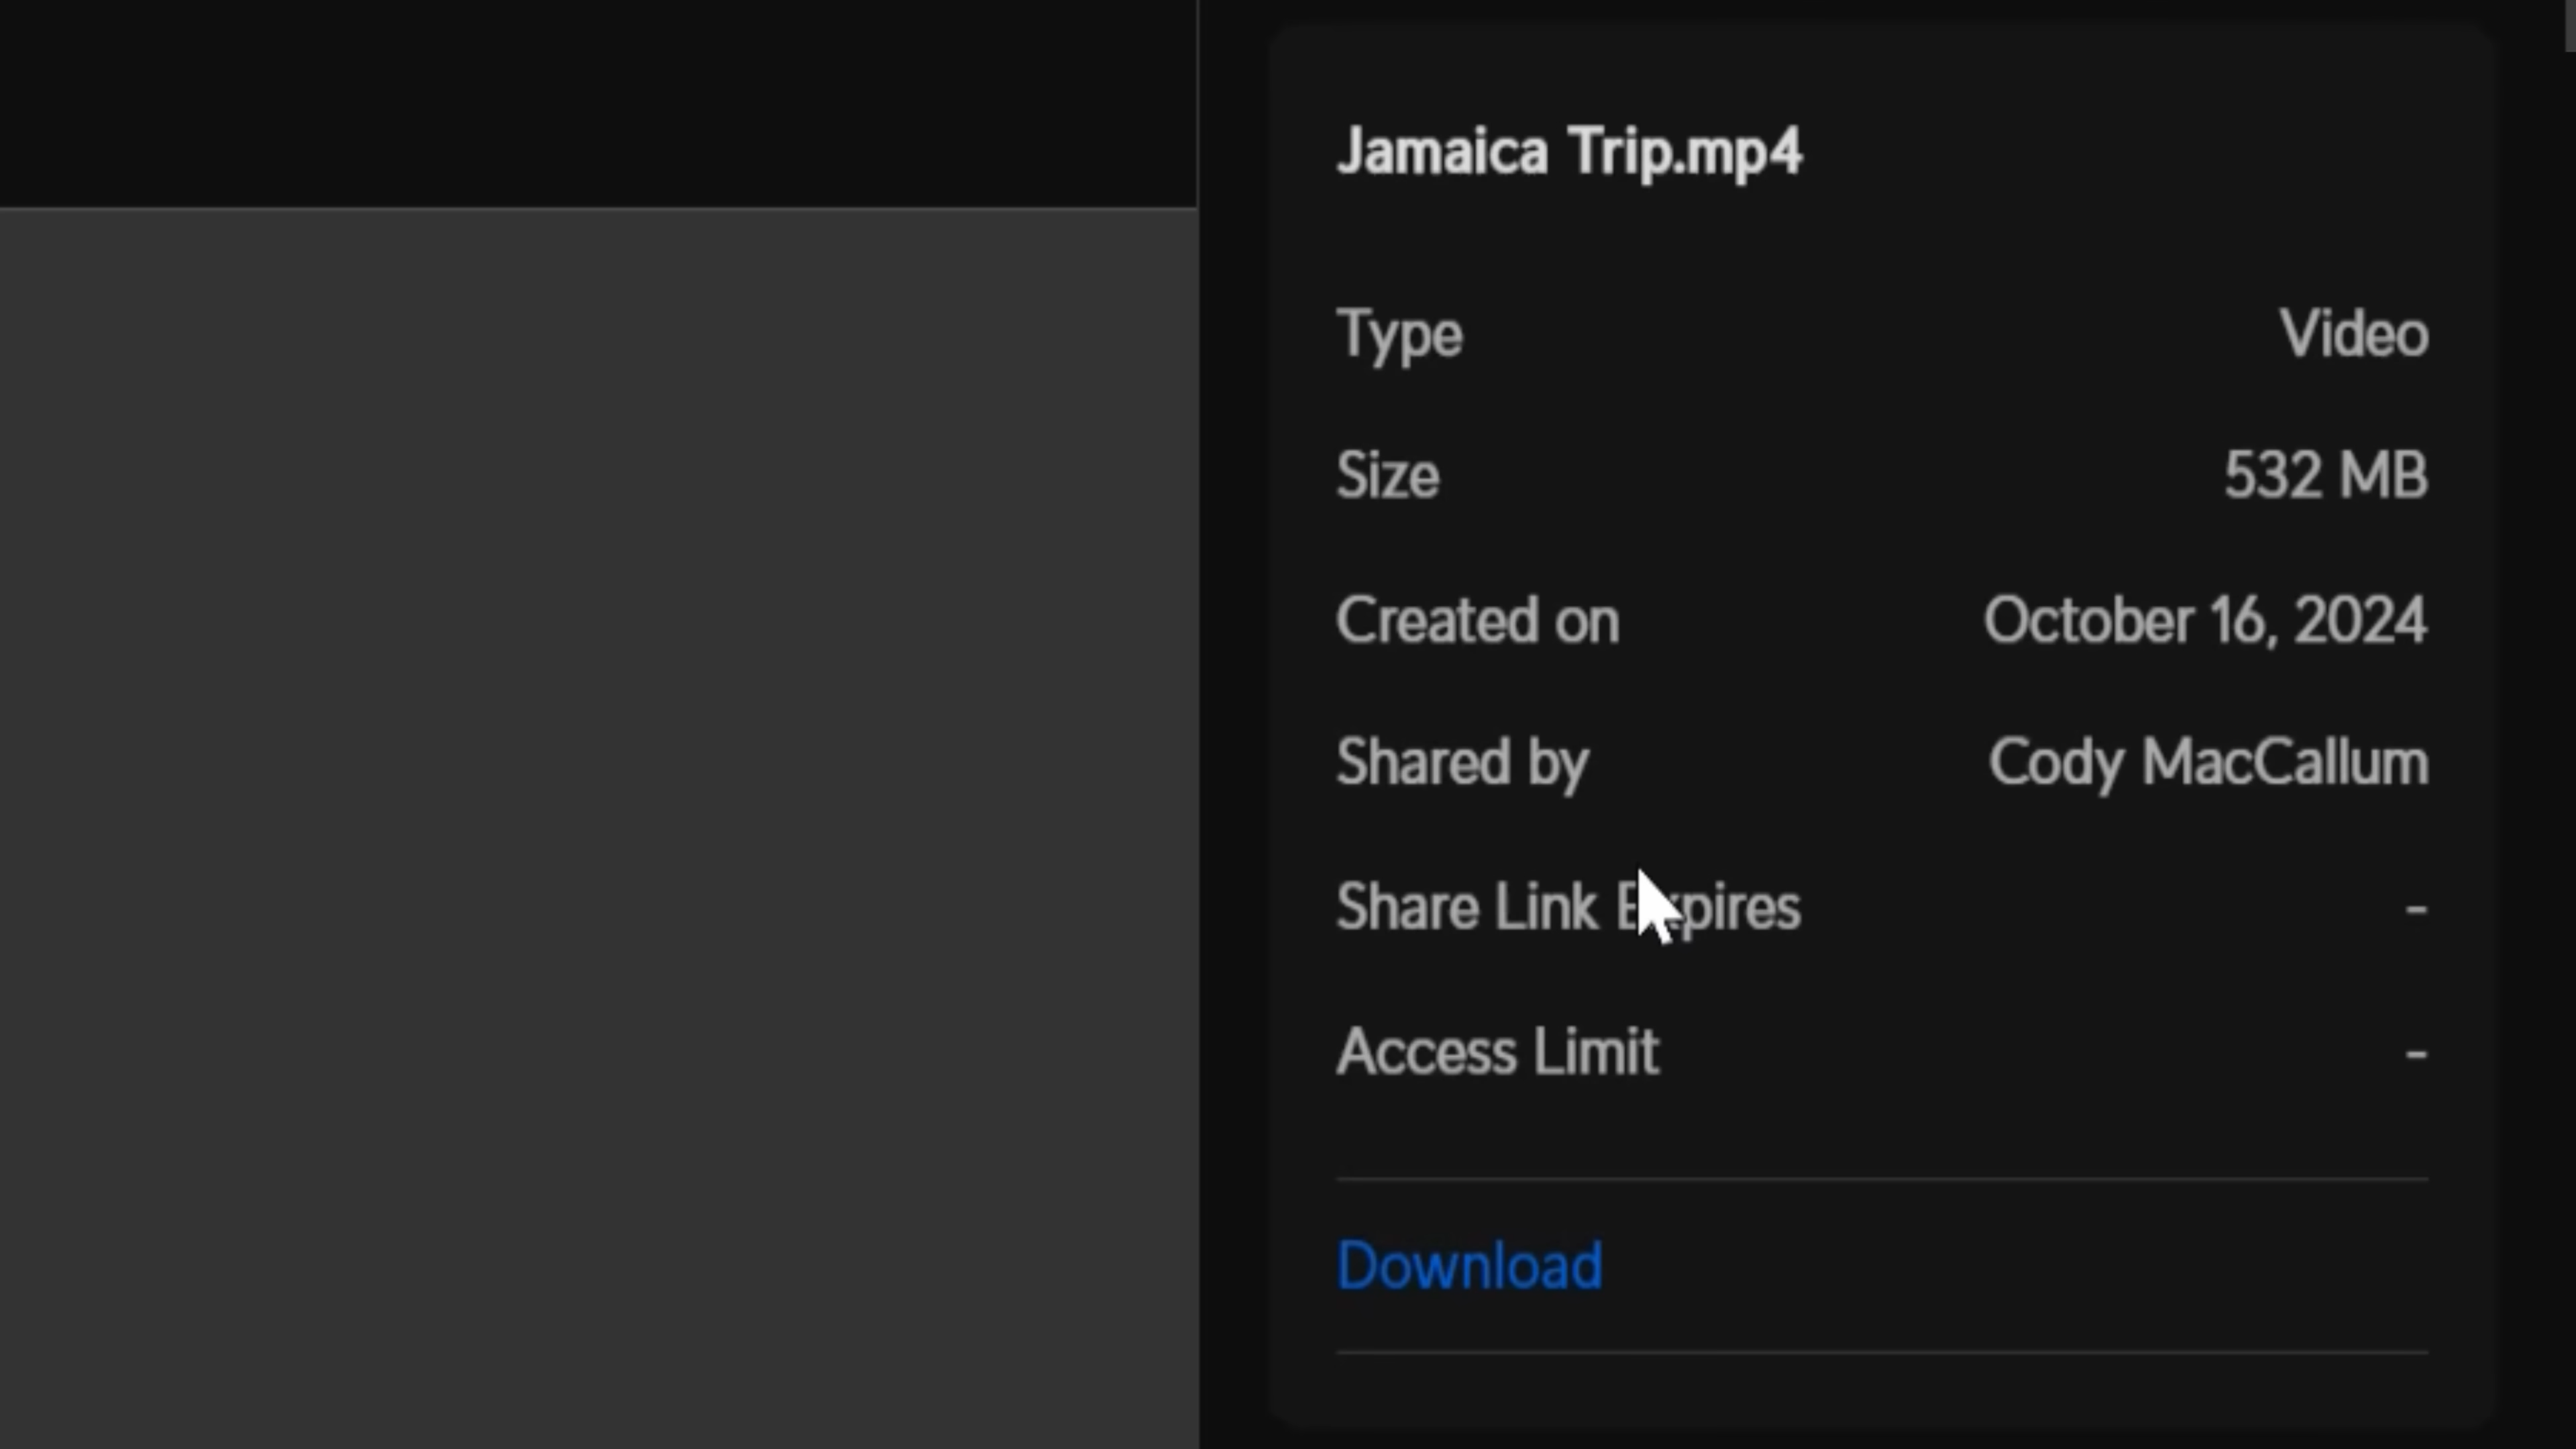 Jamaica Trip.mp4
Type Video
Size 532 MB
Created on October 16, 2024
Shared by Cody MacCallum
Share Link Expires -
Access Limit -
Download